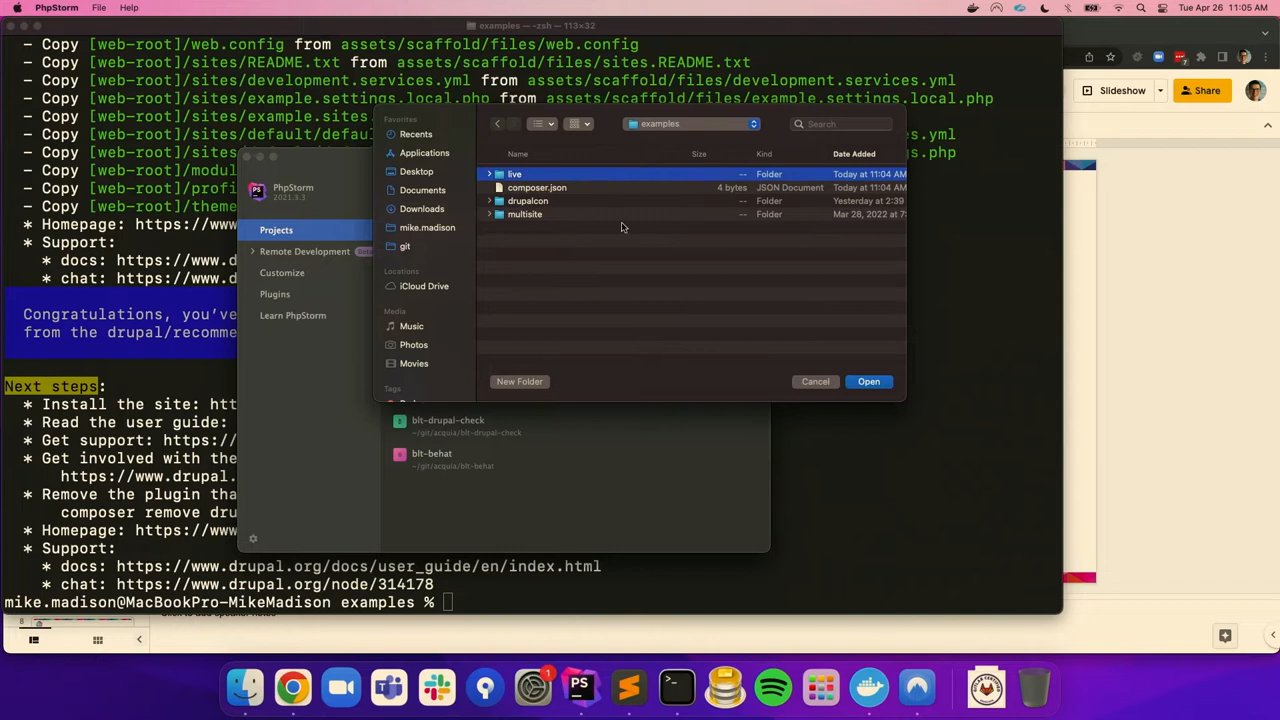 PhpStorm File Help
Tue Apr 26 11:05 AM
examples — -zsh — 113×32
- Copy [web-root]/web.config from assets/scaffold/files/web.config
- Copy [web-root]/sites/README.txt from assets/scaffold/files/sites.README.txt
- Copy [web-root]/sites/development.services.yml from assets/scaffold/files/development.services.yml
- Copy [web-root]/sites/example.settings.local.php from assets/scaffold/files/example.settings.local.php
- Copy [web-root]/sites/
- Copy [web-root]/sites/default/defau
.yml
- Copy [web-root]/sites
gs.php
- Copy [web-root]/modul
- Copy [web-root]/profi
- Copy [web-root]/theme
* Homepage: https://www
* Support:
* docs: https://www.d
* chat: https://www.d
Congratulations, you've
from the drupal/recomme
Next steps:
* Install the site: htt
* Read the user guide:
* Get support: https:/
* Get involved with the
https://www.drupal.
* Remove the plugin tha
composer remove dru
* Homepage: https://www
* Support:
* docs: https://www.drupal.org/docs/user_guide/en/index.html
* chat: https://www.drupal.org/node/314178
mike.madison@MacBookPro-MikeMadison examples %
PhpStorm
2021.3.3
Projects
Remote Development Beta
Customize
Plugins
Learn PhpStorm
blt-drupal-check
~/git/acquia/blt-drupal-check
blt-behat
~/git/acquia/blt-behat
Favorites
Recents
Applications
Desktop
Documents
Downloads
mike.madison
git
Locations
iCloud Drive
Media
Music
Photos
Movies
Tags
examples
Search
Name Size Kind Date Added
live -- Folder Today at 11:04 AM
composer.json 4 bytes JSON Document Today at 11:04 AM
drupalcon -- Folder Yesterday at 2:39
multisite -- Folder Mar 28, 2022 at 7:
New Folder Cancel Open
Slideshow Share
8
Click to add speaker notes
1
PS